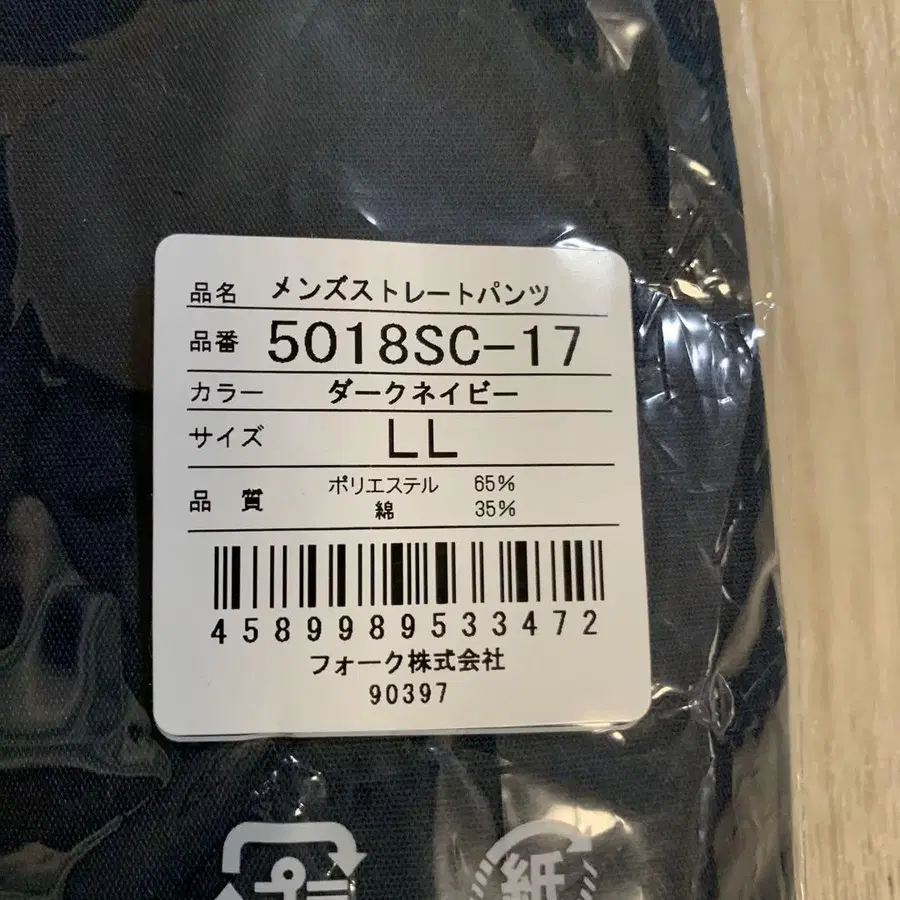 品名 メンズストレートパンツ
品番 5018SC-17
カラー ダークネイビー
サイズ LL
品 質 ポリエステル 65%
綿 35%
4589989533472
フォーク株式会社
90397
紙